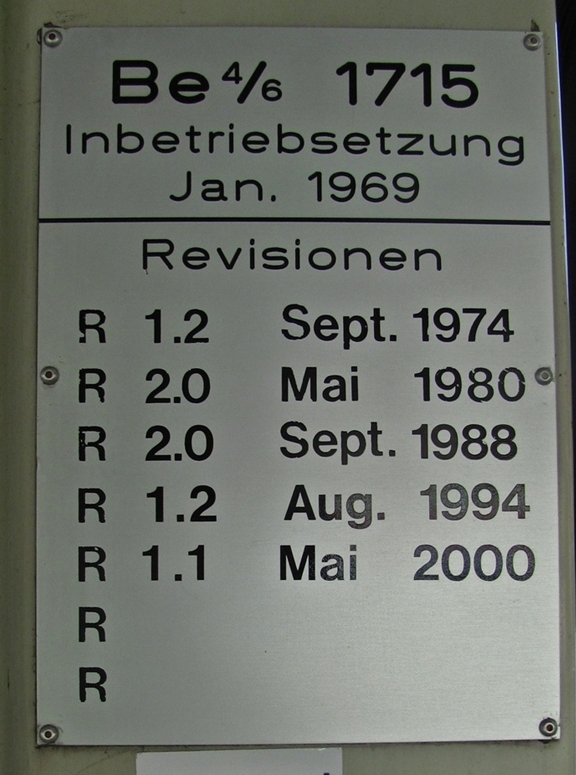 Be 4/6 1715
Inbetriebsetzung
Jan. 1969
Revisionen
R 1.2 Sept. 1974
R 2.0 Mai 1980
R 2.0 Sept. 1988
R 1.2 Aug. 1994
R 1.1 Mai 2000
R
R